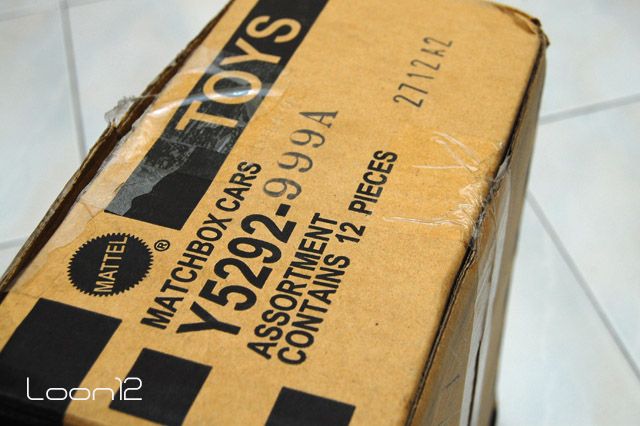 TOYS
2712A2
MATTEL
®
MATCHBOX CARS
Y5292-999A
ASSORTMENT
CONTAINS 12 PIECES
Loon12